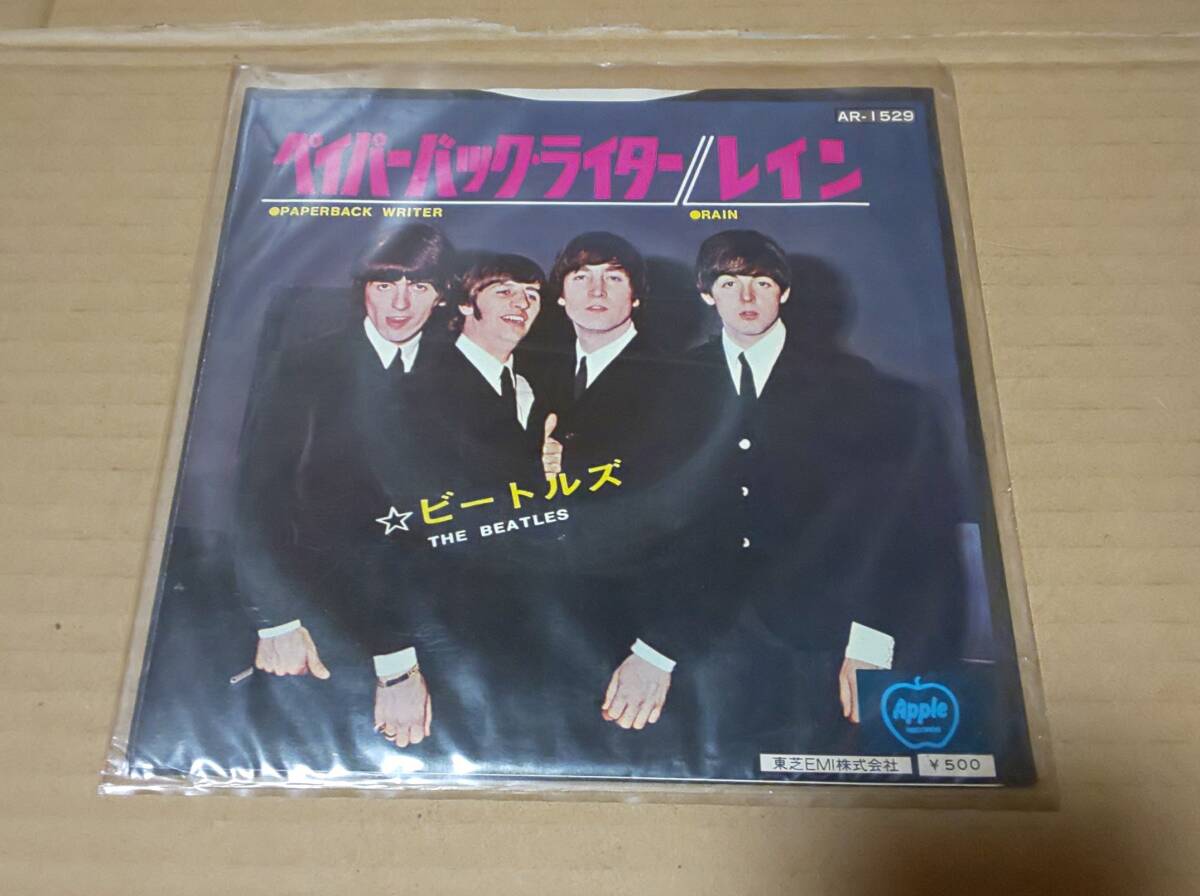 AR-1529
ペイパーバック・ライター//レイン
●PAPERBACK WRITER ●RAIN
☆ビートルズ
THE BEATLES
Apple
RECORDS
東芝EMI株式会社 ¥500